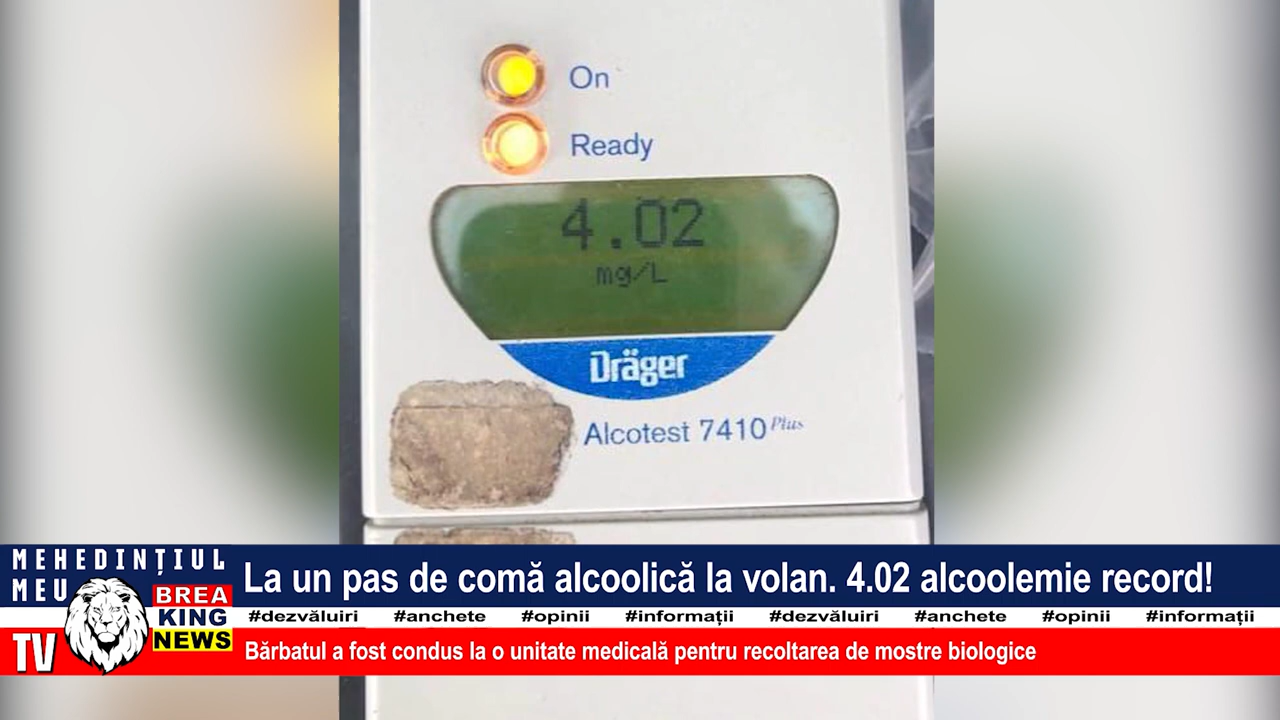 On
Ready
4.02
mg/L
Dräger
Alcotest 7410 Plus
MEHEDINȚIUL
MEU
TV
BREA
KING
NEWS
La un pas de comă alcoolică la volan. 4.02 alcoolemie record!
#dezvăluiri #anchete #opinii #informații #dezvăluiri #anchete #opinii #informații
Bărbatul a fost condus la o unitate medicală pentru recoltarea de mostre biologice